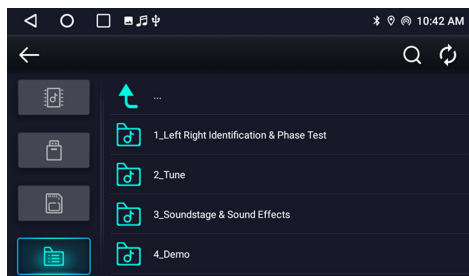 10:42 AM
...
1_Left Right Identification & Phase Test
2_Tune
3_Soundstage & Sound Effects
4_Demo